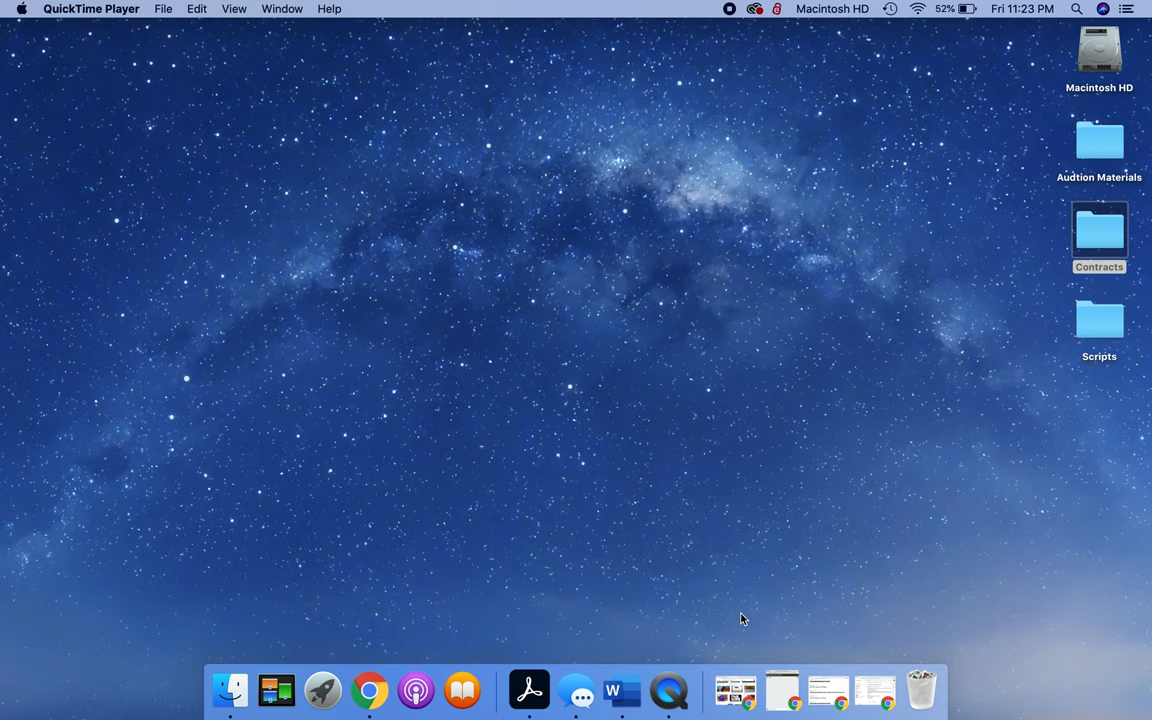 QuickTime Player File Edit View Window Help Macintosh HD 52% Fri 11:23 PM
Macintosh HD
Audtion Materials
Contracts
Scripts
W